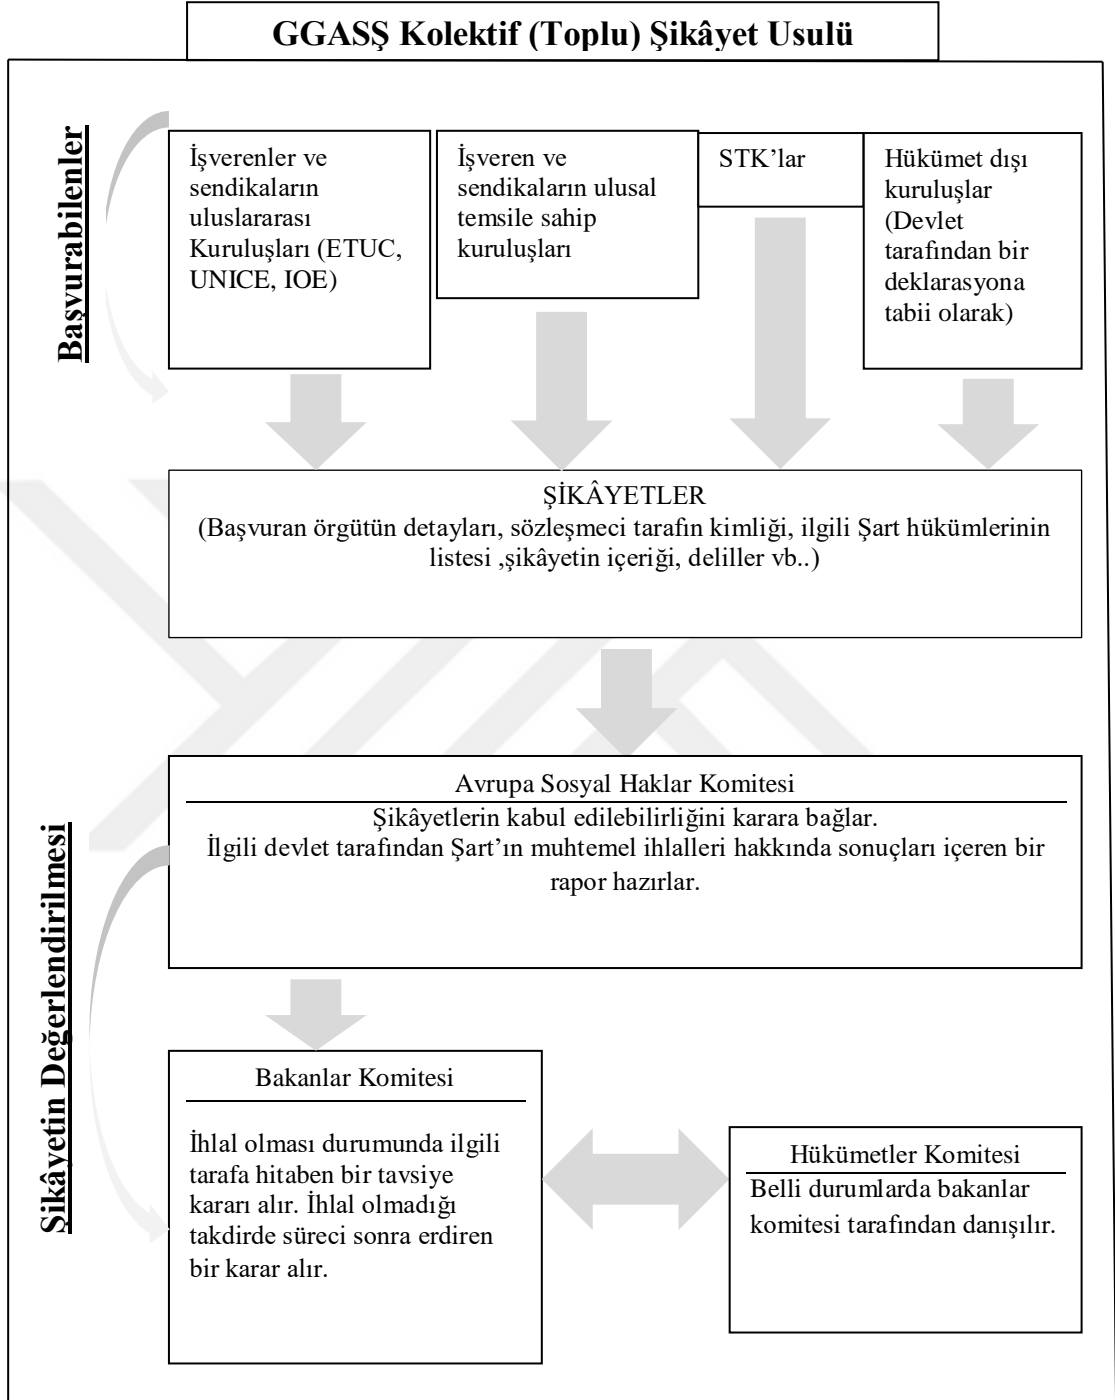 GGASŞ Kolektif (Toplu) Şikâyet Usulü
Başvurabilenler
İşverenler ve
sendikaların
uluslararası
Kuruluşları (ETUC,
UNICE, IOE)
İşveren ve
sendikaların ulusal
temsile sahip
kuruluşları
STK’lar
Hükümet dışı
kuruluşlar
(Devlet
tarafından bir
deklarasyona
tabii olarak)
ŞİKÂYETLER
(Başvuran örgütün detayları, sözleşmeci tarafın kimliği, ilgili Şart hükümlerinin
listesi ,şikâyetin içeriği, deliller vb..)
Şikâyetin Değerlendirilmesi
Avrupa Sosyal Haklar Komitesi
Şikâyetlerin kabul edilebilirliğini karara bağlar.
İlgili devlet tarafından Şart’ın muhtemel ihlalleri hakkında sonuçları içeren bir
rapor hazırlar.
Bakanlar Komitesi
İhlal olması durumunda ilgili
tarafa hitaben bir tavsiye
kararı alır. İhlal olmadığı
takdirde süreci sonra erdiren
bir karar alır.
Hükümetler Komitesi
Belli durumlarda bakanlar
komitesi tarafından danışılır.